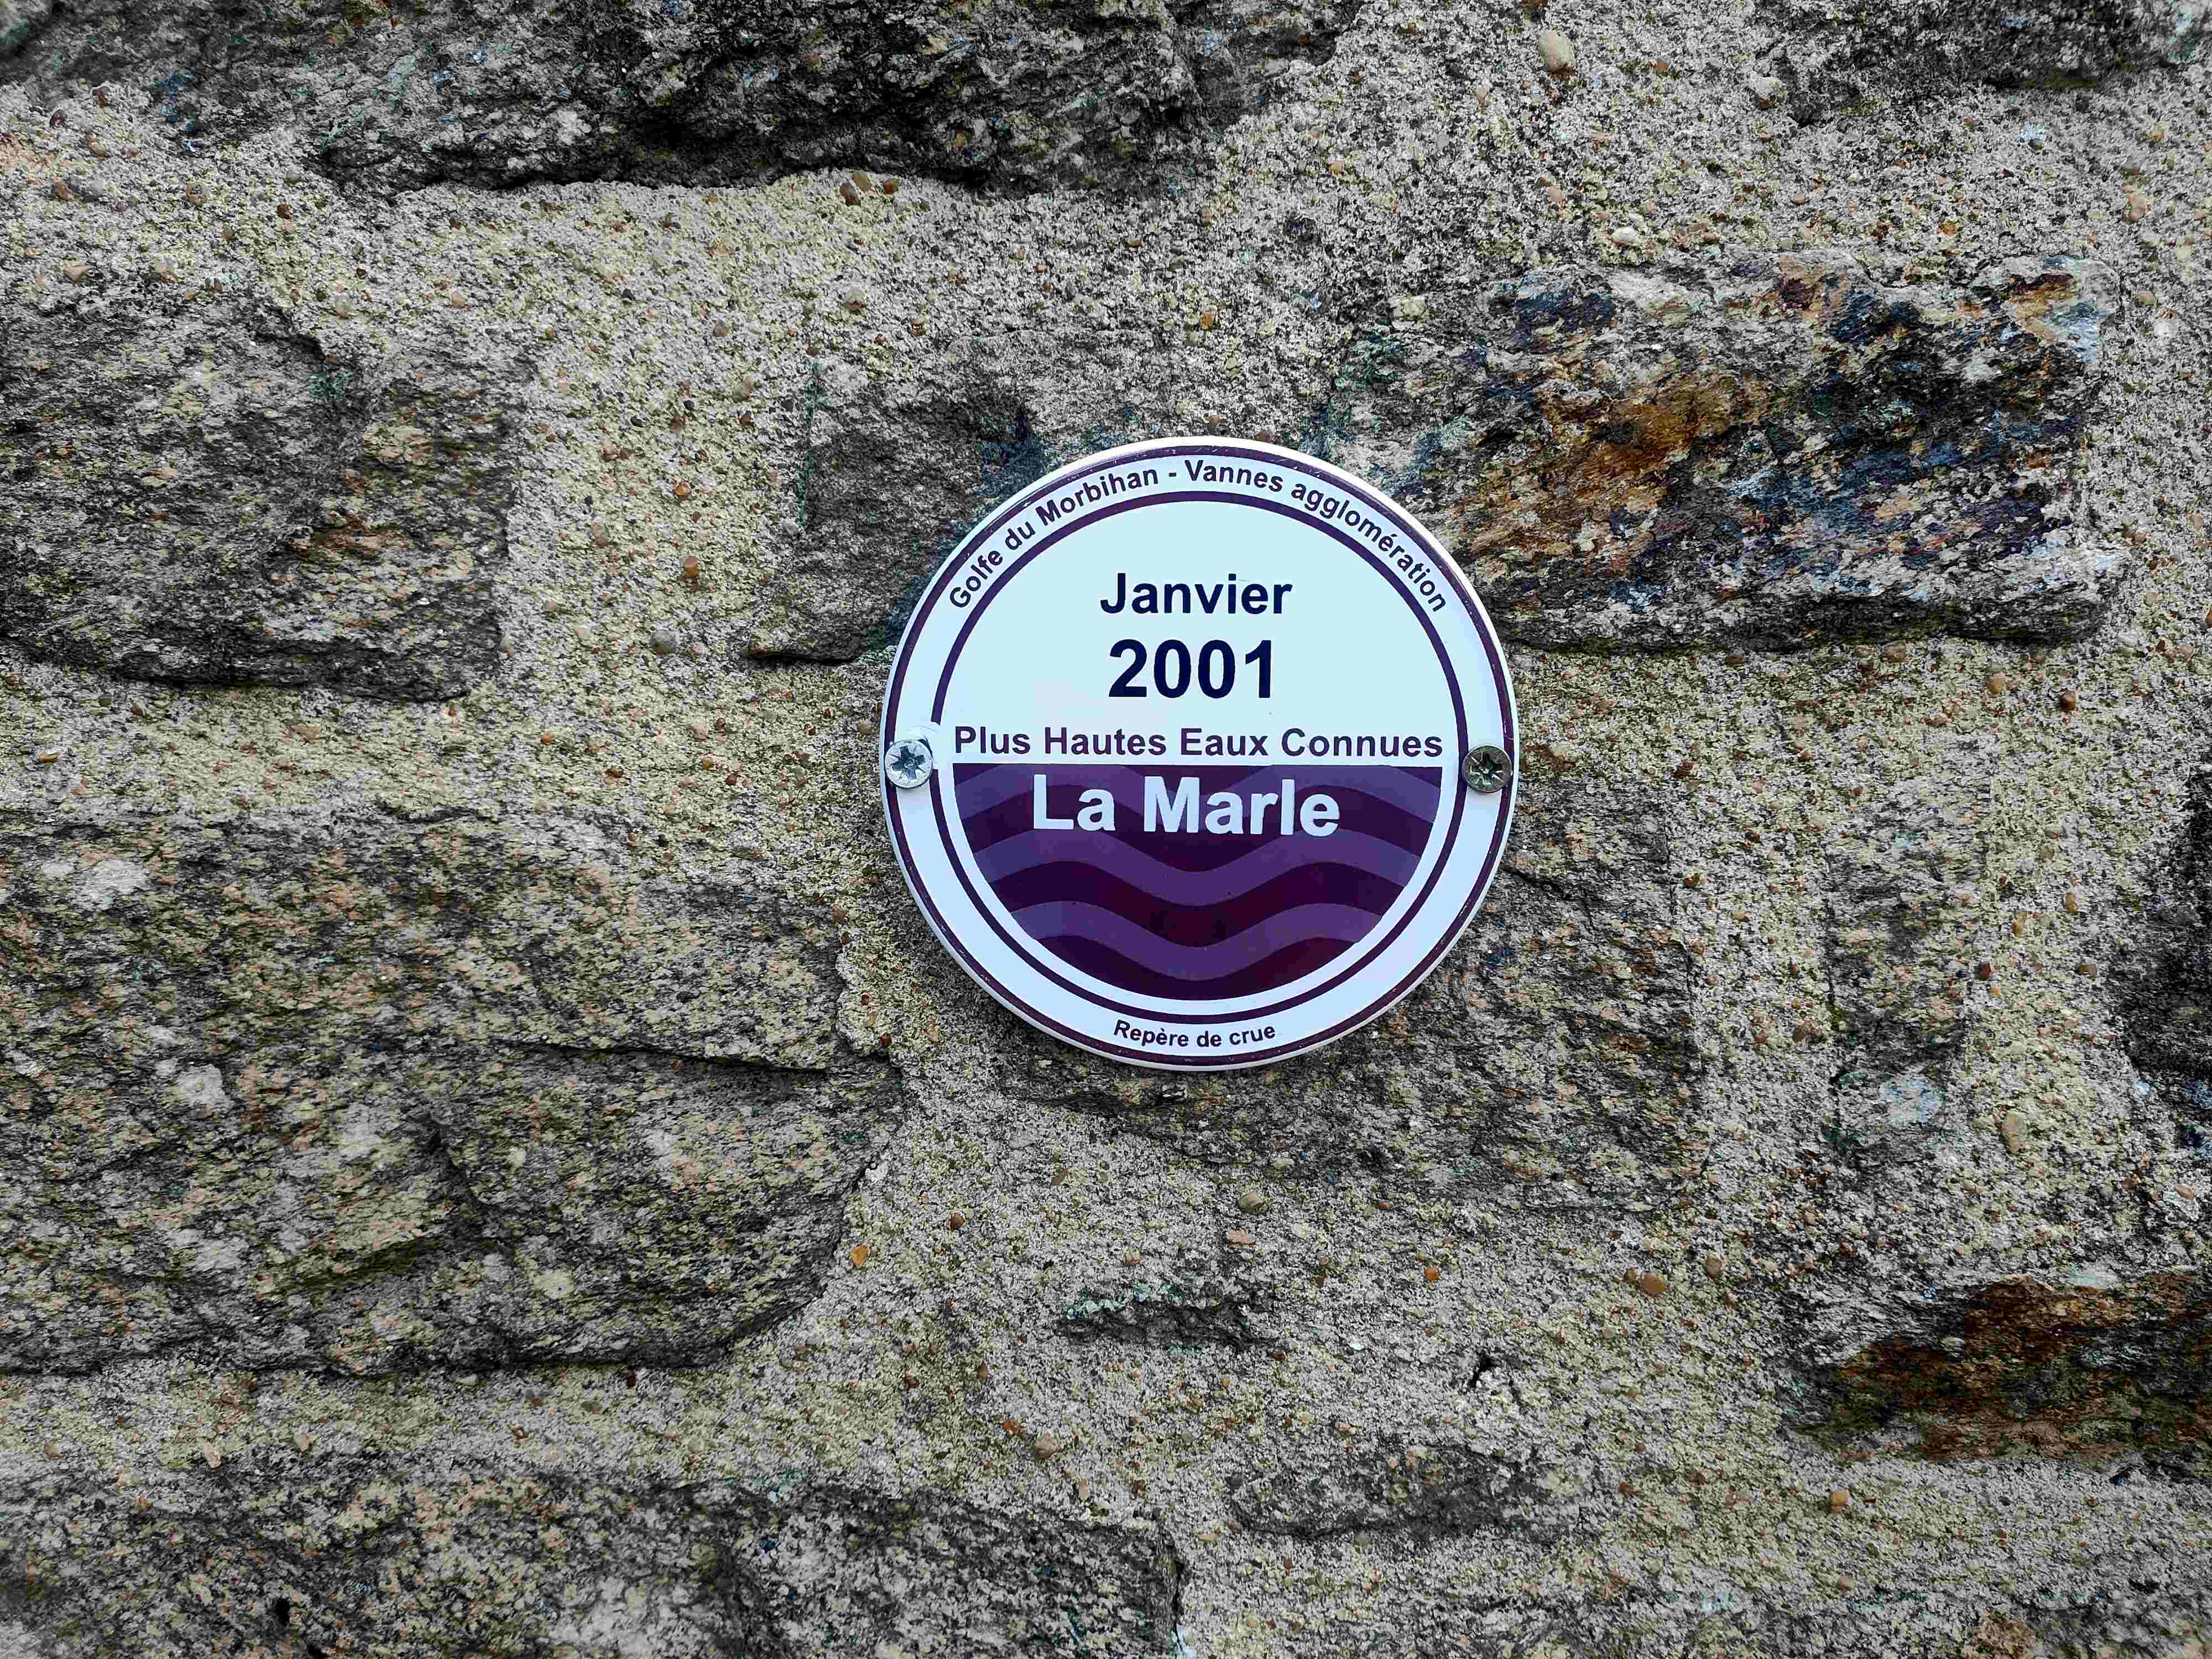 Golfe du Morbihan - Vannes agglomération
Janvier
2001
Plus Hautes Eaux Connues
La Marle
Repère de crue